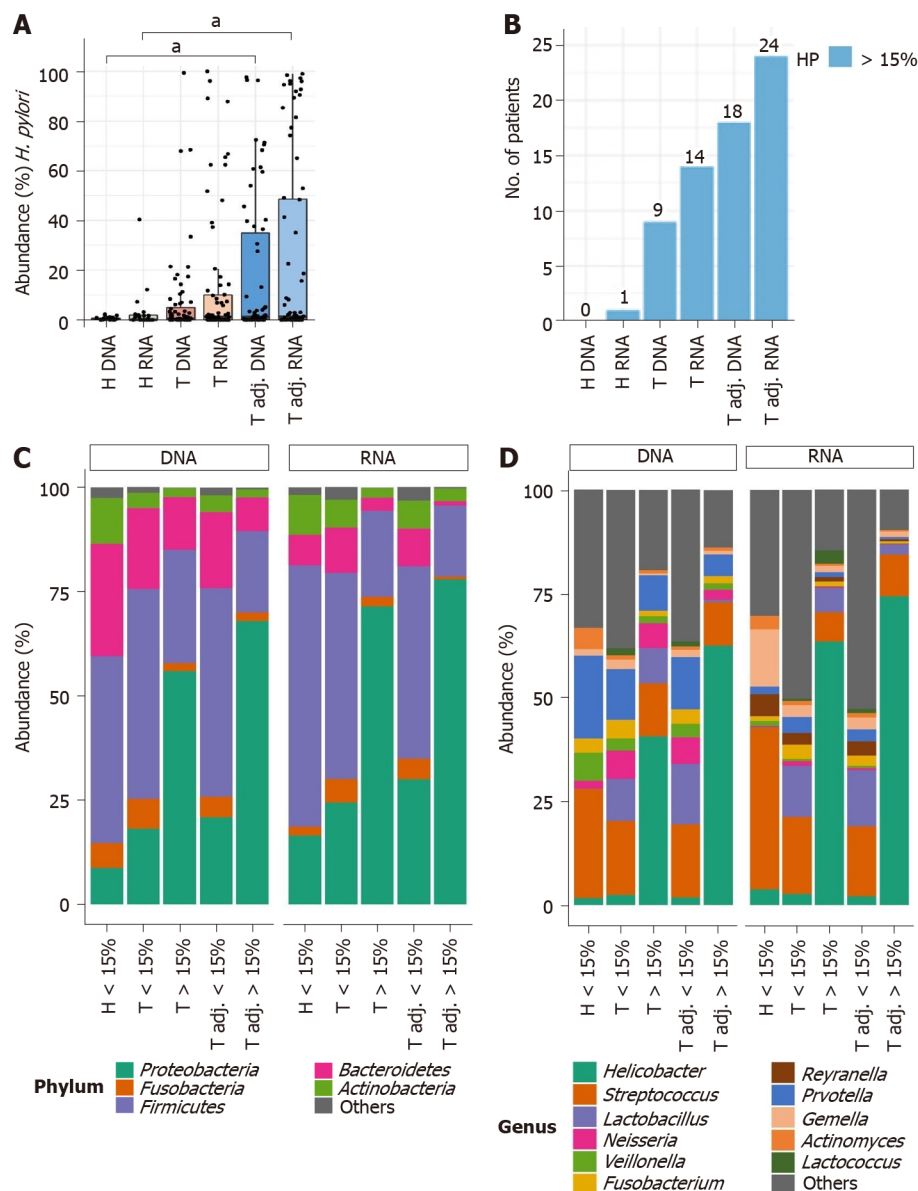 A
a
a
Abundance (%) H. pylori
100
80
60
40
20
0
H DNA
H RNA
T DNA
T RNA
T adj. DNA
T adj. RNA
B
No. of patients
25
20
15
10
5
0
0
1
9
14
18
24
HP > 15%
H DNA
H RNA
T DNA
T RNA
T adj. DNA
T adj. RNA
C
DNA
RNA
Abundance (%)
100
75
50
25
0
H < 15%
T < 15%
T > 15%
T adj. < 15%
T adj. > 15%
H < 15%
T < 15%
T > 15%
T adj. < 15%
T adj. > 15%
Phylum
Proteobacteria
Fusobacteria
Firmicutes
Bacteroidetes
Actinobacteria
Others
D
DNA
RNA
Abundance (%)
100
75
50
25
0
H < 15%
T < 15%
T > 15%
T adj. < 15%
T adj. > 15%
H < 15%
T < 15%
T > 15%
T adj. < 15%
T adj. > 15%
Genus
Helicobacter
Streptococcus
Lactobacillus
Neisseria
Veillonella
Fusobacterium
Reyranella
Prvotella
Gemella
Actinomyces
Lactococcus
Others